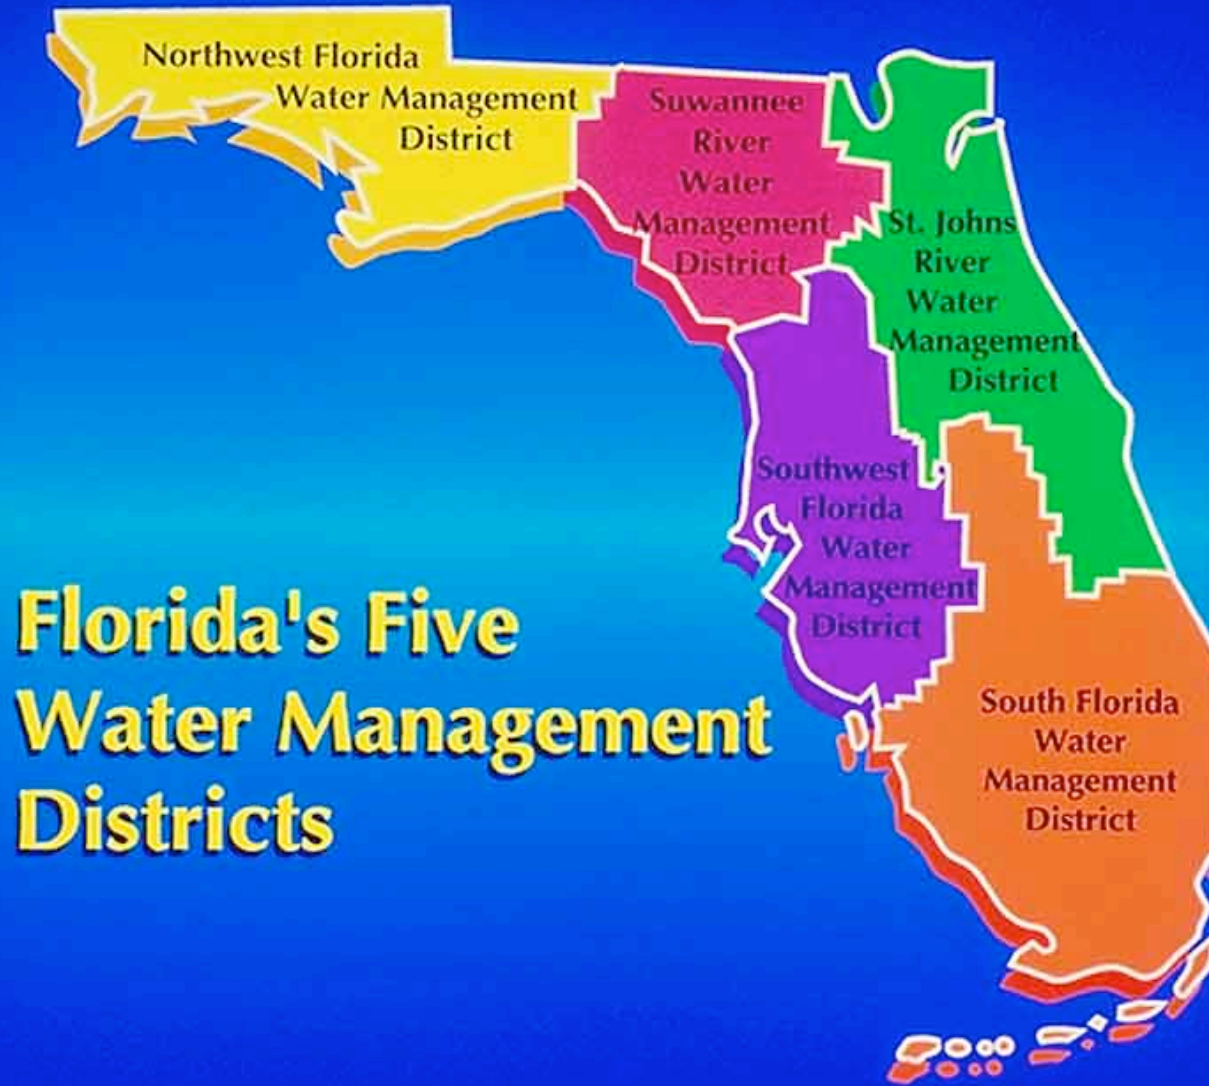 Northwest Florida
Water Management
District
Suwannee
River
Water
Management
District
St. Johns
River
Water
Management
District
Southwest
Florida
Water
Management
District
South Florida
Water
Management
District
Florida's Five
Water Management
Districts